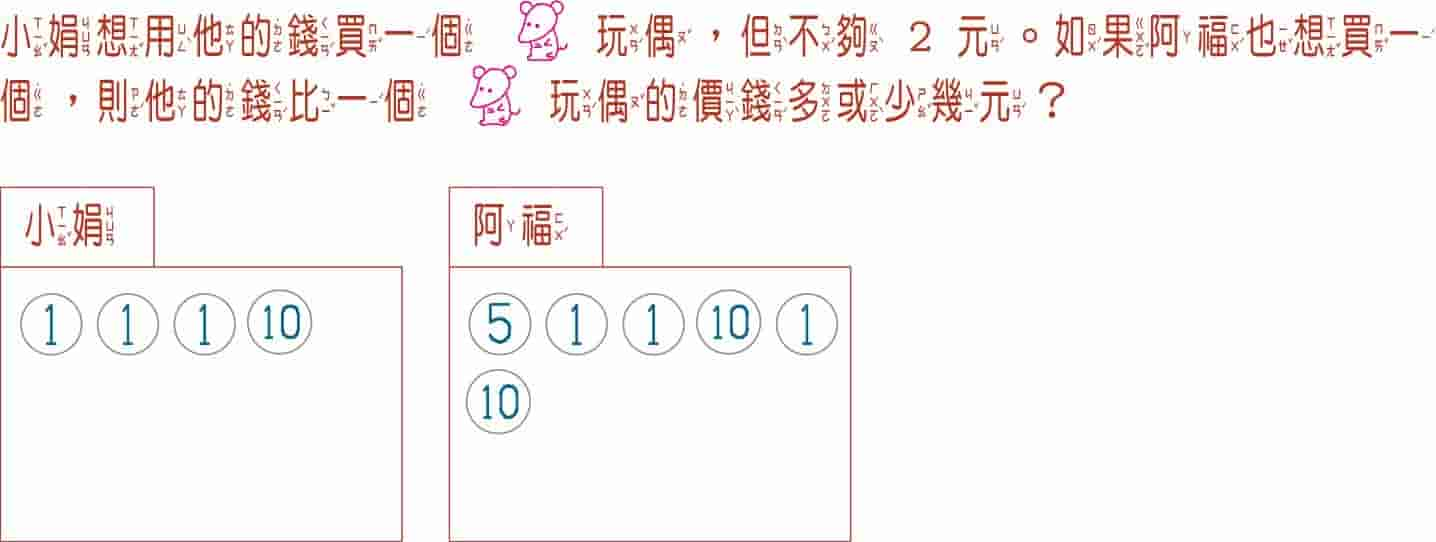 小娟想用他的錢買一個 玩偶，但不夠 2 元。如果阿福也想買一
個，則他的錢比一個 玩偶的價錢多或少幾元？
小娟
阿福
1 1 1 10
5 1 1 10 1
10